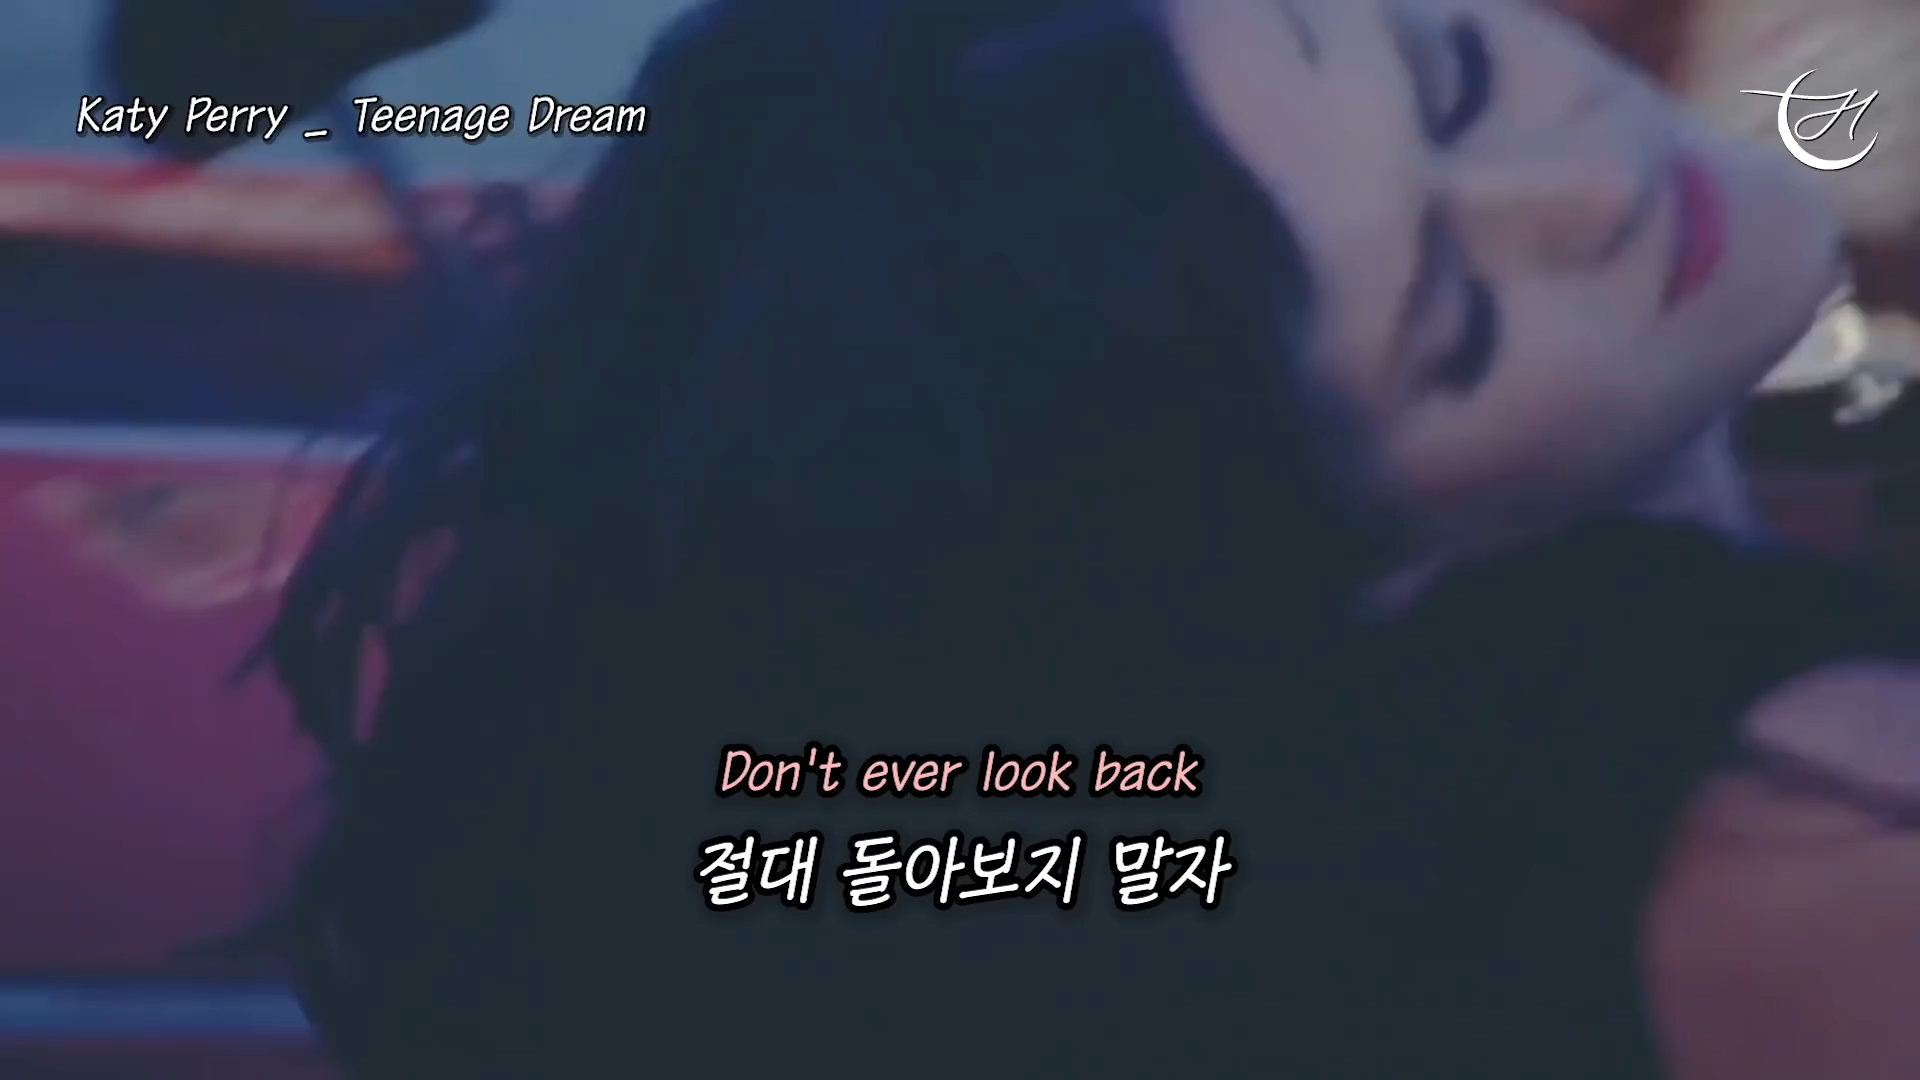 Katy Perry _ Teenage Dream
Don't ever look back
절대 돌아보지 말자